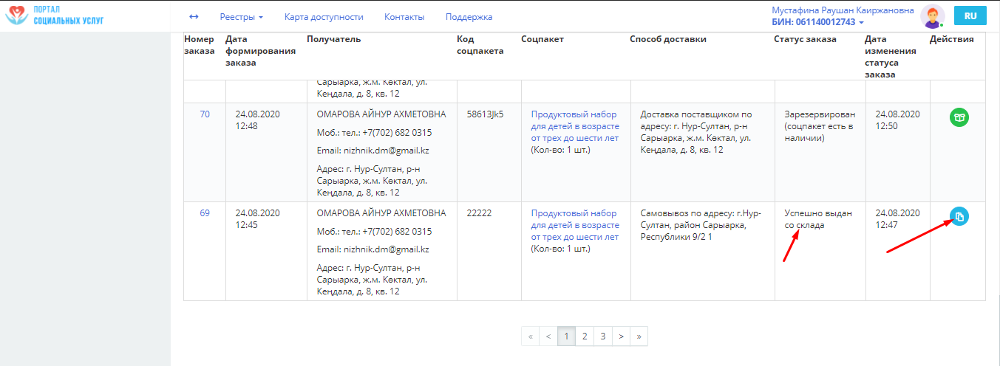 ПОРТАЛ
СОЦИАЛЬНЫХ УСЛУГ
Реестры
Карта доступности
Контакты
Поддержка
Мустафина Раушан Каиржановна
БИН: 061140012743
RU
Номер заказа
Дата формирования заказа
Получатель
Код соцпакета
Соцпакет
Способ доставки
Статус заказа
Дата изменения статуса заказа
Действия
Сарыарка, ж.м. Көктал, ул.
Кеңдала, д. 8, кв. 12
70
24.08.2020
12:48
ОМАРОВА АЙНУР АХМЕТОВНА
Моб.: тел.: +7(702) 682 0315
Email: nizhnik.dm@gmail.kz
Адрес: г. Нур-Султан, р-н
Сарыарка, ж.м. Көктал, ул.
Кеңдала, д. 8, кв. 12
58613Jk5
Продуктовый набор
для детей в возрасте
от трех до шести лет
(Кол-во: 1 шт.)
Доставка поставщиком по
адресу: г. Нур-Султан, р-н
Сарыарка, ж.м. Көктал, ул.
Кеңдала, д. 8, кв. 12
Зарезервирован
(соцпакет есть в
наличии)
24.08.2020
12:50
69
24.08.2020
12:45
ОМАРОВА АЙНУР АХМЕТОВНА
Моб.: тел.: +7(702) 682 0315
Email: nizhnik.dm@gmail.kz
Адрес: г. Нур-Султан, р-н
Сарыарка, ж.м. Көктал, ул.
Кеңдала, д. 8, кв. 12
22222
Продуктовый набор
для детей в возрасте
от трех до шести лет
(Кол-во: 1 шт.)
Самовывоз по адресу: г.Нур-
Султан, район Сарыарка,
Республики 9/2 1
Успешно выдан
со склада
24.08.2020
12:47
« < 1 2 3 > »